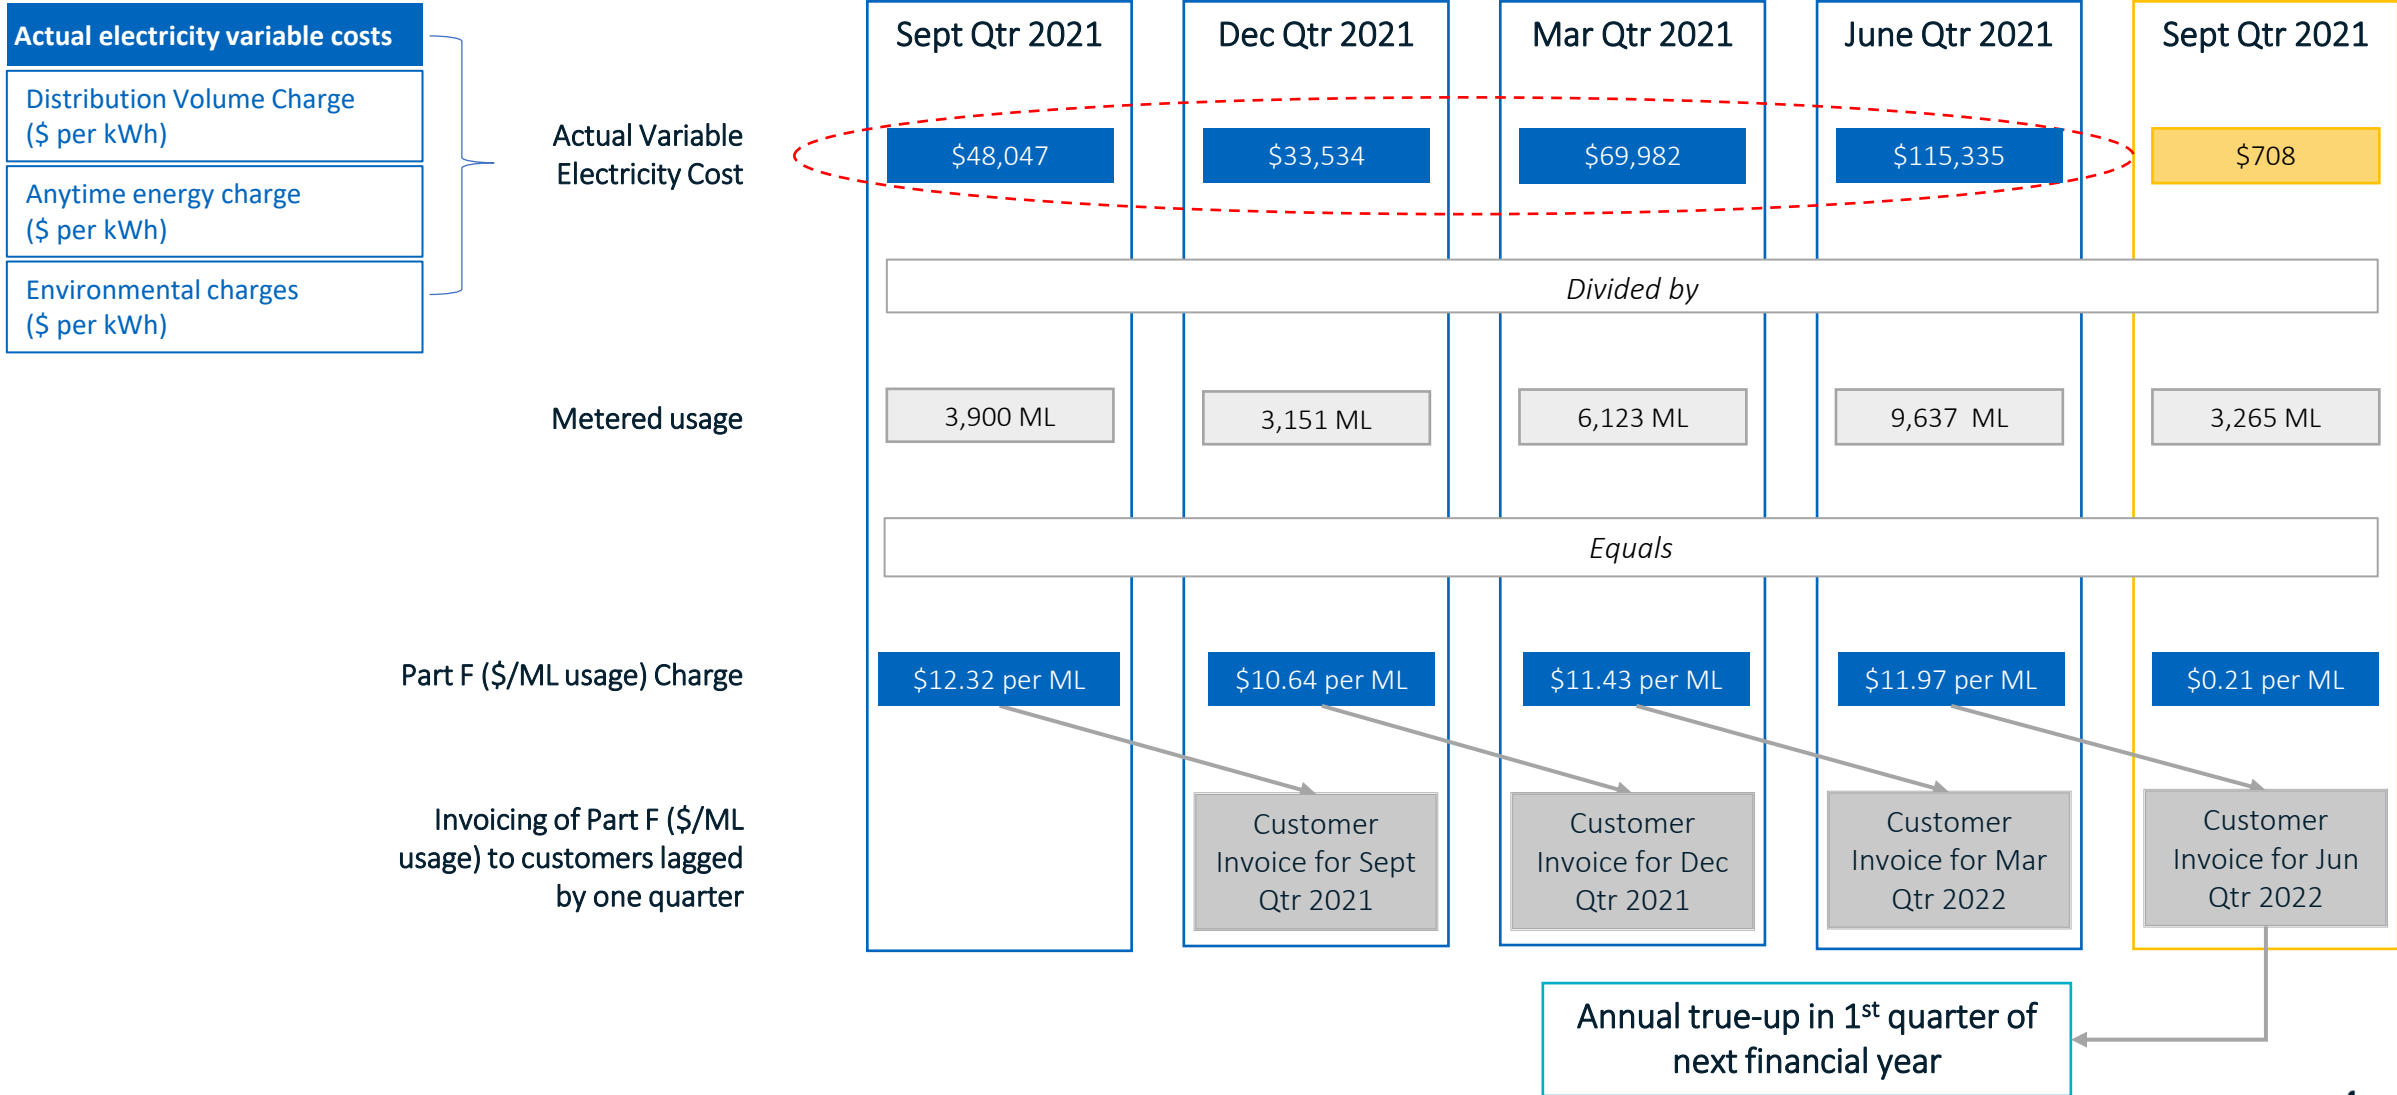 Actual electricity variable costs
Distribution Volume Charge
($ per kWh)
Anytime energy charge
($ per kWh)
Environmental charges
($ per kWh)
Sept Qtr 2021
Dec Qtr 2021
Mar Qtr 2021
June Qtr 2021
Sept Qtr 2021
Actual Variable
Electricity Cost
$48,047
$33,534
$69,982
$115,335
$708
Divided by
Metered usage
3,900 ML
3,151 ML
6,123 ML
9,637 ML
3,265 ML
Equals
Part F ($/ML usage) Charge
$12.32 per ML
$10.64 per ML
$11.43 per ML
$11.97 per ML
$0.21 per ML
Invoicing of Part F ($/ML
usage) to customers lagged
by one quarter
Customer
Invoice for Sept
Qtr 2021
Customer
Invoice for Dec
Qtr 2021
Customer
Invoice for Mar
Qtr 2022
Customer
Invoice for Jun
Qtr 2022
Annual true-up in 1st quarter of
next financial year